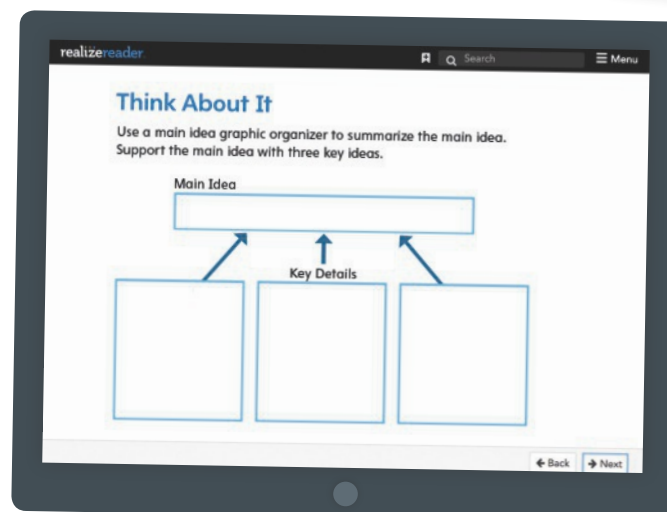 realizereader
Search
Menu
Think About It
Use a main idea graphic organizer to summarize the main idea.
Support the main idea with three key ideas.
Main Idea
Key Details
Back
Next